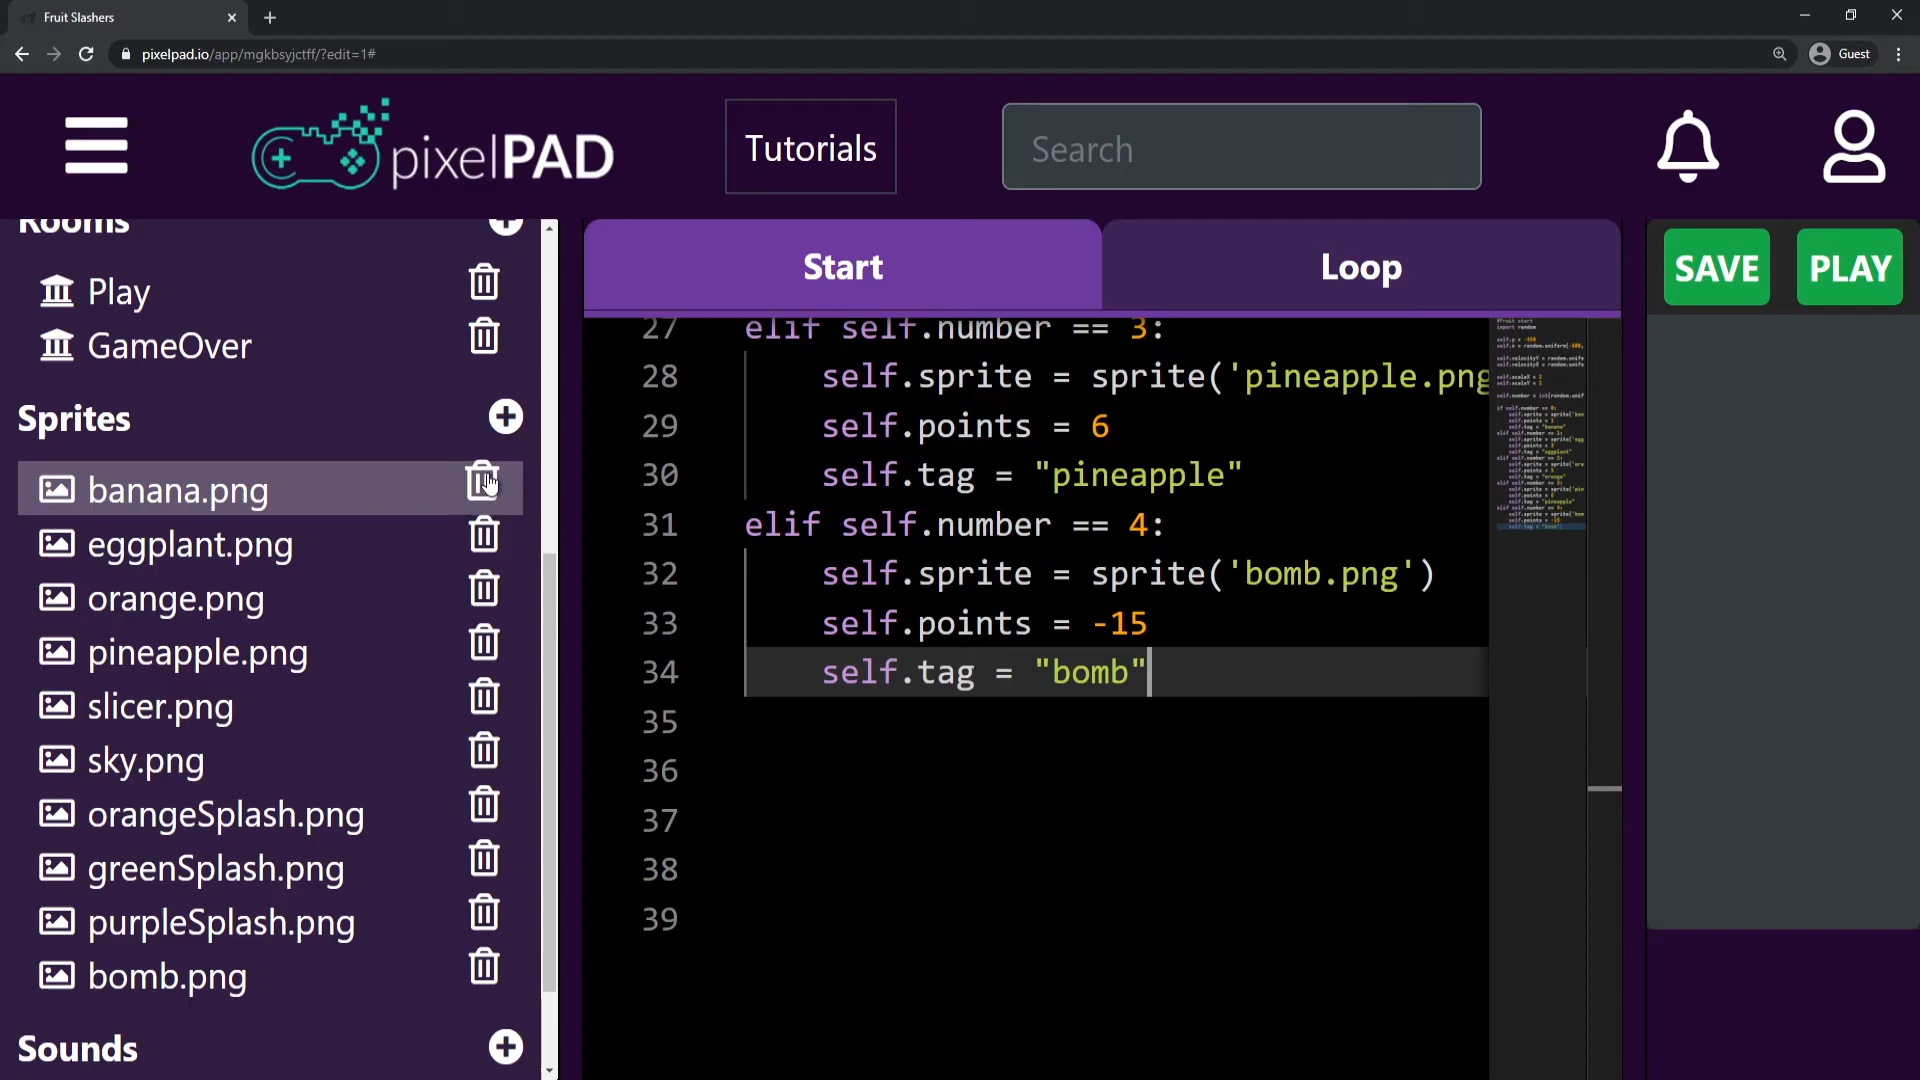 Fruit Slashers
pixelpad.io/app/mgkbsyjctff/?edit=1#
Guest
pixelPAD
Tutorials
Search
Rooms
Play
GameOver
Sprites
banana.png
eggplant.png
orange.png
pineapple.png
slicer.png
sky.png
orangeSplash.png
greenSplash.png
purpleSplash.png
bomb.png
Sounds
Start
Loop
27 elif self.number == 3:
28 self.sprite = sprite('pineapple.png
29 self.points = 6
30 self.tag = "pineapple"
31 elif self.number == 4:
32 self.sprite = sprite('bomb.png')
33 self.points = -15
34 self.tag = "bomb"
35
36
37
38
39
SAVE
PLAY